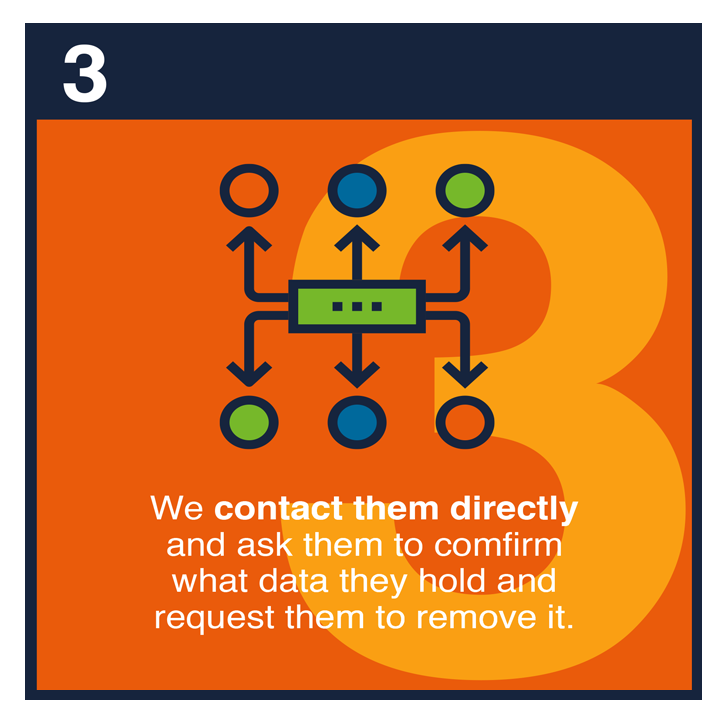 3
3
We contact them directly
and ask them to comfirm
what data they hold and
request them to remove it.